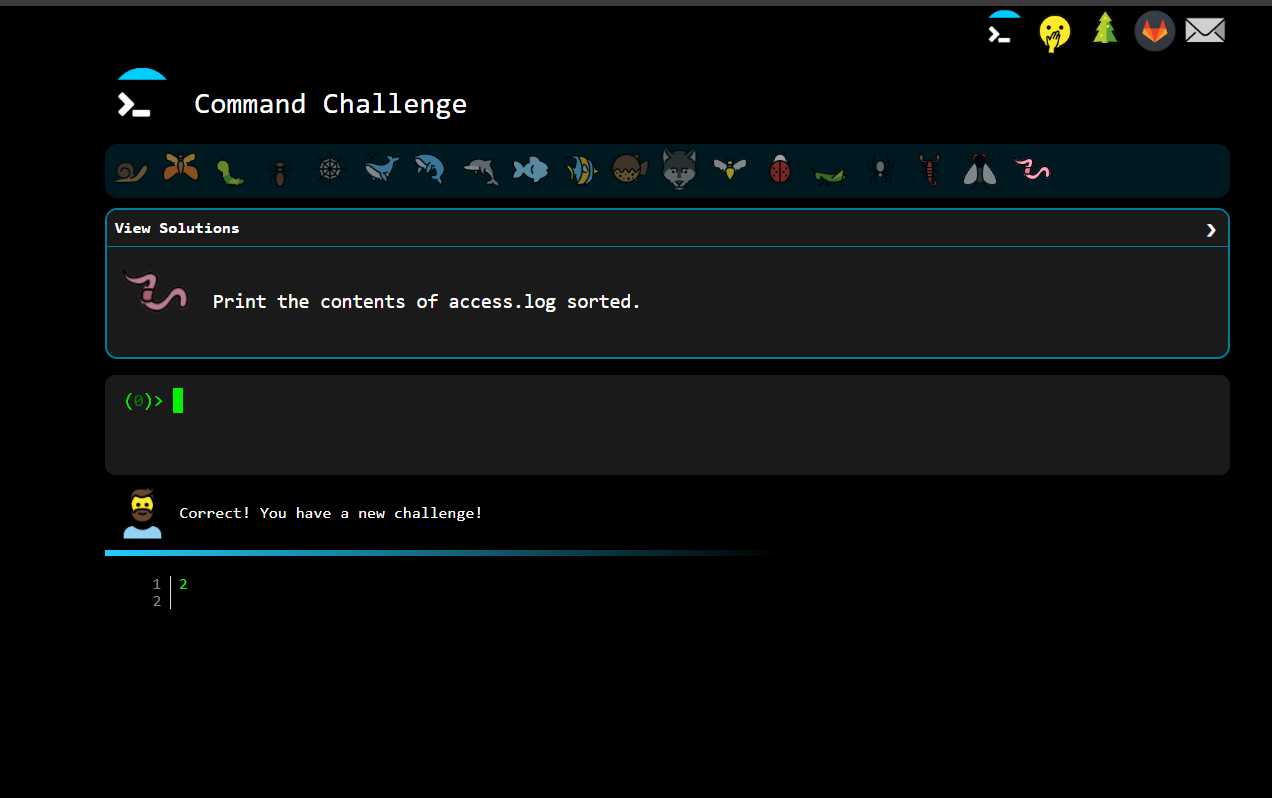 Command Challenge
View Solutions
Print the contents of access.log sorted.
(0)>
Correct! You have a new challenge!
1 2
2